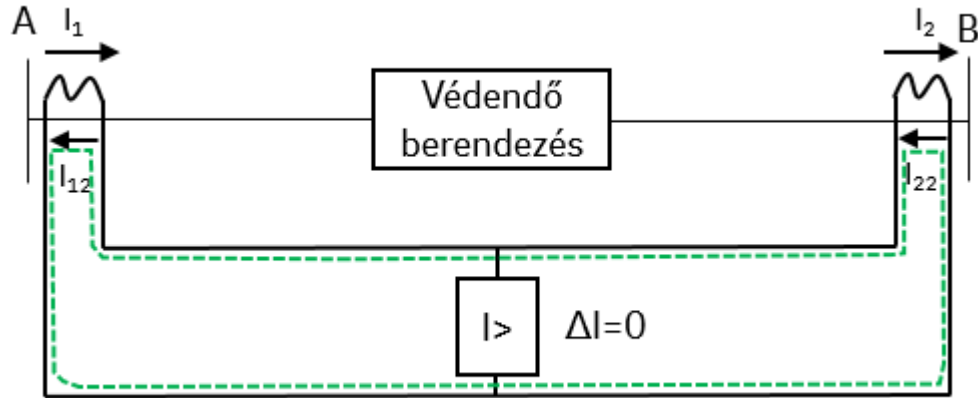 A
I₁
I₂
B
Védendő
berendezés
I₁₂
I₂₂
I>
ΔI=0